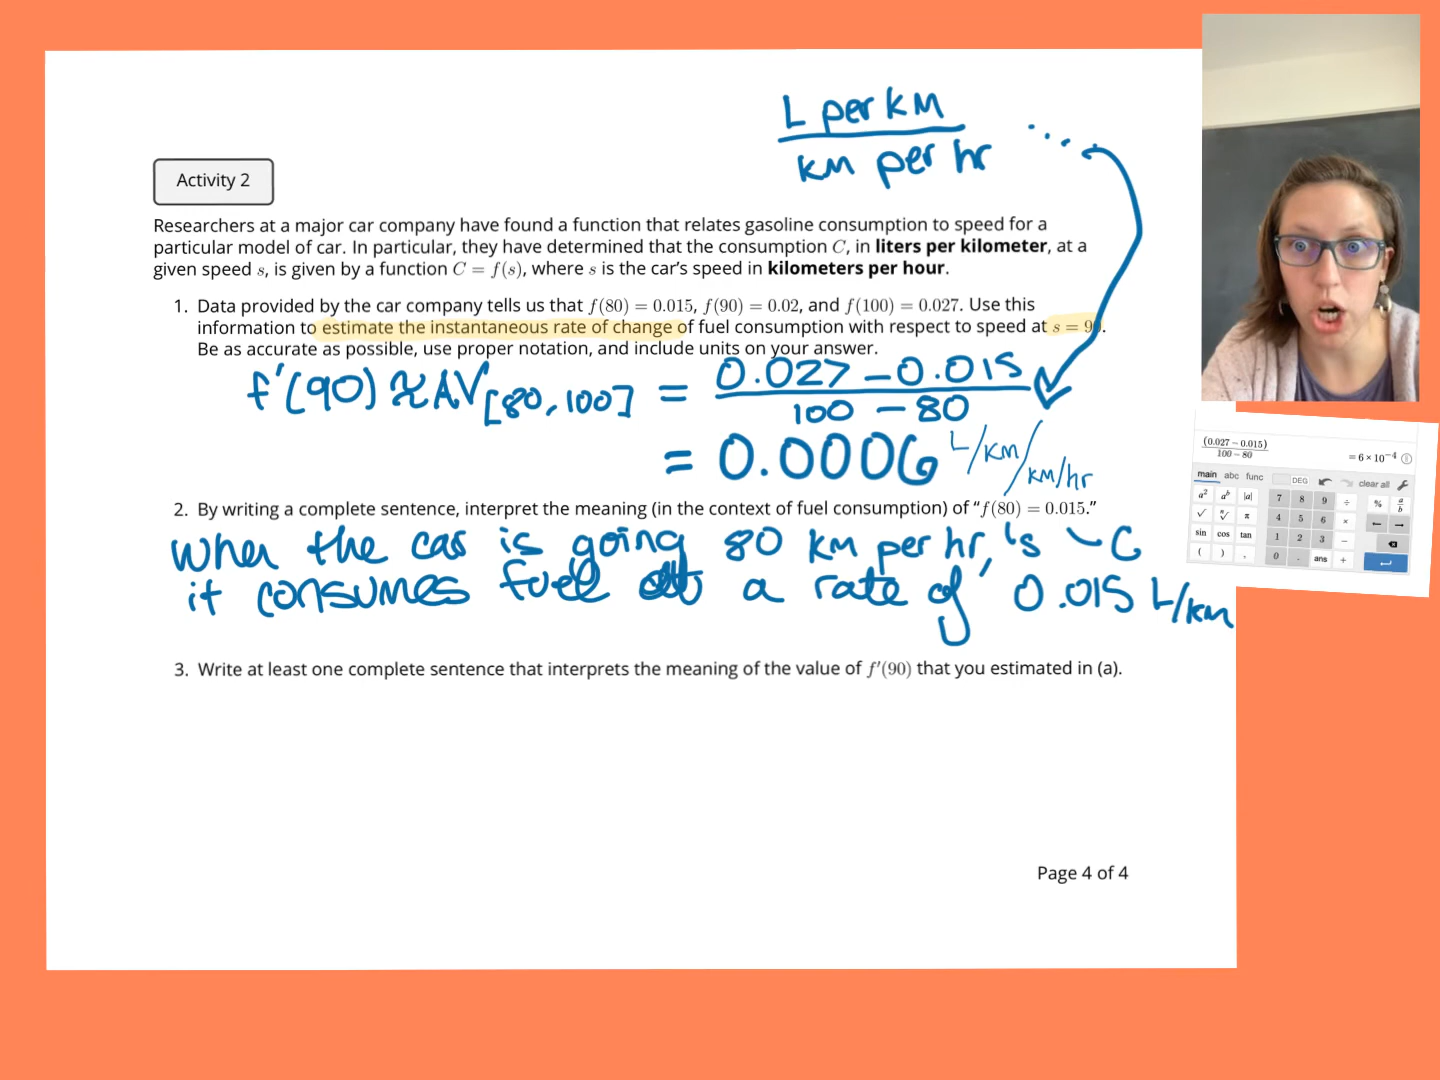 L per KM
KM per hr
Activity 2
Researchers at a major car company have found a function that relates gasoline consumption to speed for a
particular model of car. In particular, they have determined that the consumption C, in liters per kilometer, at a
given speed s, is given by a function C = f(s), where s is the car's speed in kilometers per hour.
1. Data provided by the car company tells us that f(80) = 0.015, f(90) = 0.02, and f(100) = 0.027. Use this
information to estimate the instantaneous rate of change of fuel consumption with respect to speed at s = 9
Be as accurate as possible, use proper notation, and include units on your answer.
f'(90) ≈ AV[80,100] = 0.027 - 0.015
100 - 80
= 0.0006 L/KM/KM/hr
2. By writing a complete sentence, interpret the meaning (in the context of fuel consumption) of "f(80) = 0.015."
when the car is going 80 KM per hr,
it consumes fuel a rate of 0.015 L/KM
3. Write at least one complete sentence that interprets the meaning of the value of f'(90) that you estimated in (a).
Page 4 of 4
(0.027 - 0.015)
100 - 80
= 6 × 10⁻⁴
main abc func DEG clear all
a² aᵇ |a| 7 8 9 ÷ %
√ π 4 5 6 × ← →
sin cos tan 1 2 3 -
( ) , 0 . ans +